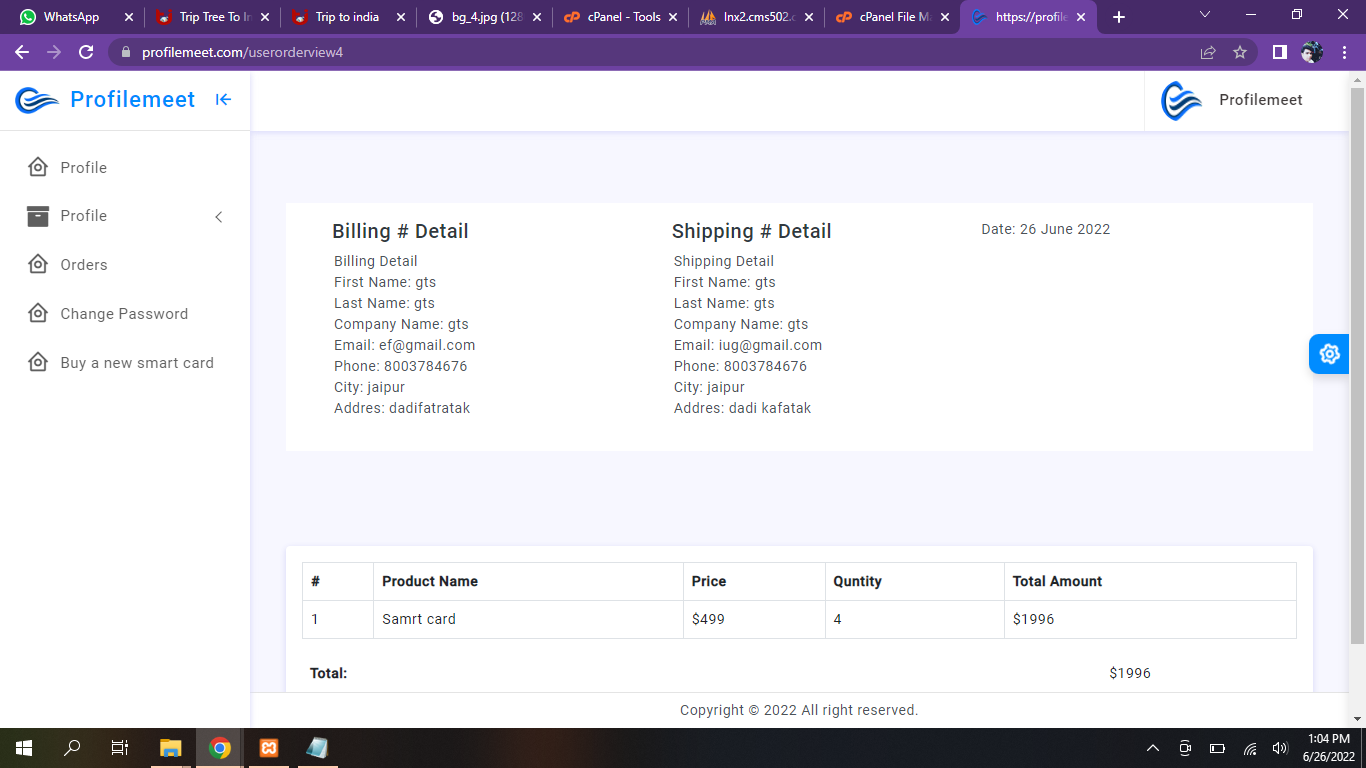 WhatsApp
Trip Tree To In
Trip to india
bg_4.jpg (128
cPanel - Tools
lnx2.cms502.c
cPanel File Ma
https://profile
profilemeet.com/userorderview4
Profilemeet
Profilemeet
Profile
Profile
Orders
Change Password
Buy a new smart card
Billing # Detail
Billing Detail
First Name: gts
Last Name: gts
Company Name: gts
Email: ef@gmail.com
Phone: 8003784676
City: jaipur
Addres: dadifatratak
Shipping # Detail
Shipping Detail
First Name: gts
Last Name: gts
Company Name: gts
Email: iug@gmail.com
Phone: 8003784676
City: jaipur
Addres: dadi kafatak
Date: 26 June 2022
# Product Name Price Quntity Total Amount
1 Samrt card $499 4 $1996
Total: $1996
Copyright © 2022 All right reserved.
1:04 PM
6/26/2022